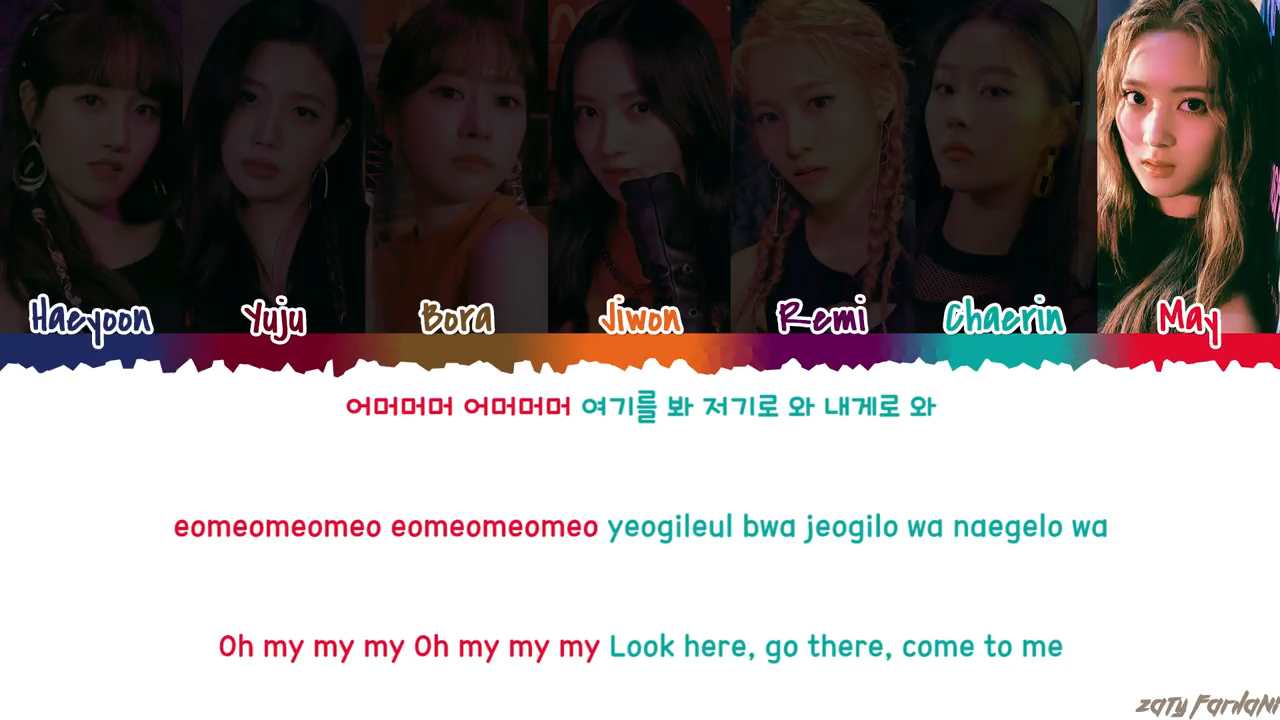 Haeyoon Yuju Bora Jiwon Remi Chaerin May
어머머머 어머머머 여기를 봐 저기로 와 내게로 와
eomeomeomeo eomeomeomeo yeogileul bwa jeogilo wa naegelo wa
Oh my my my Oh my my my Look here, go there, come to me
ZaTy FarhaNi